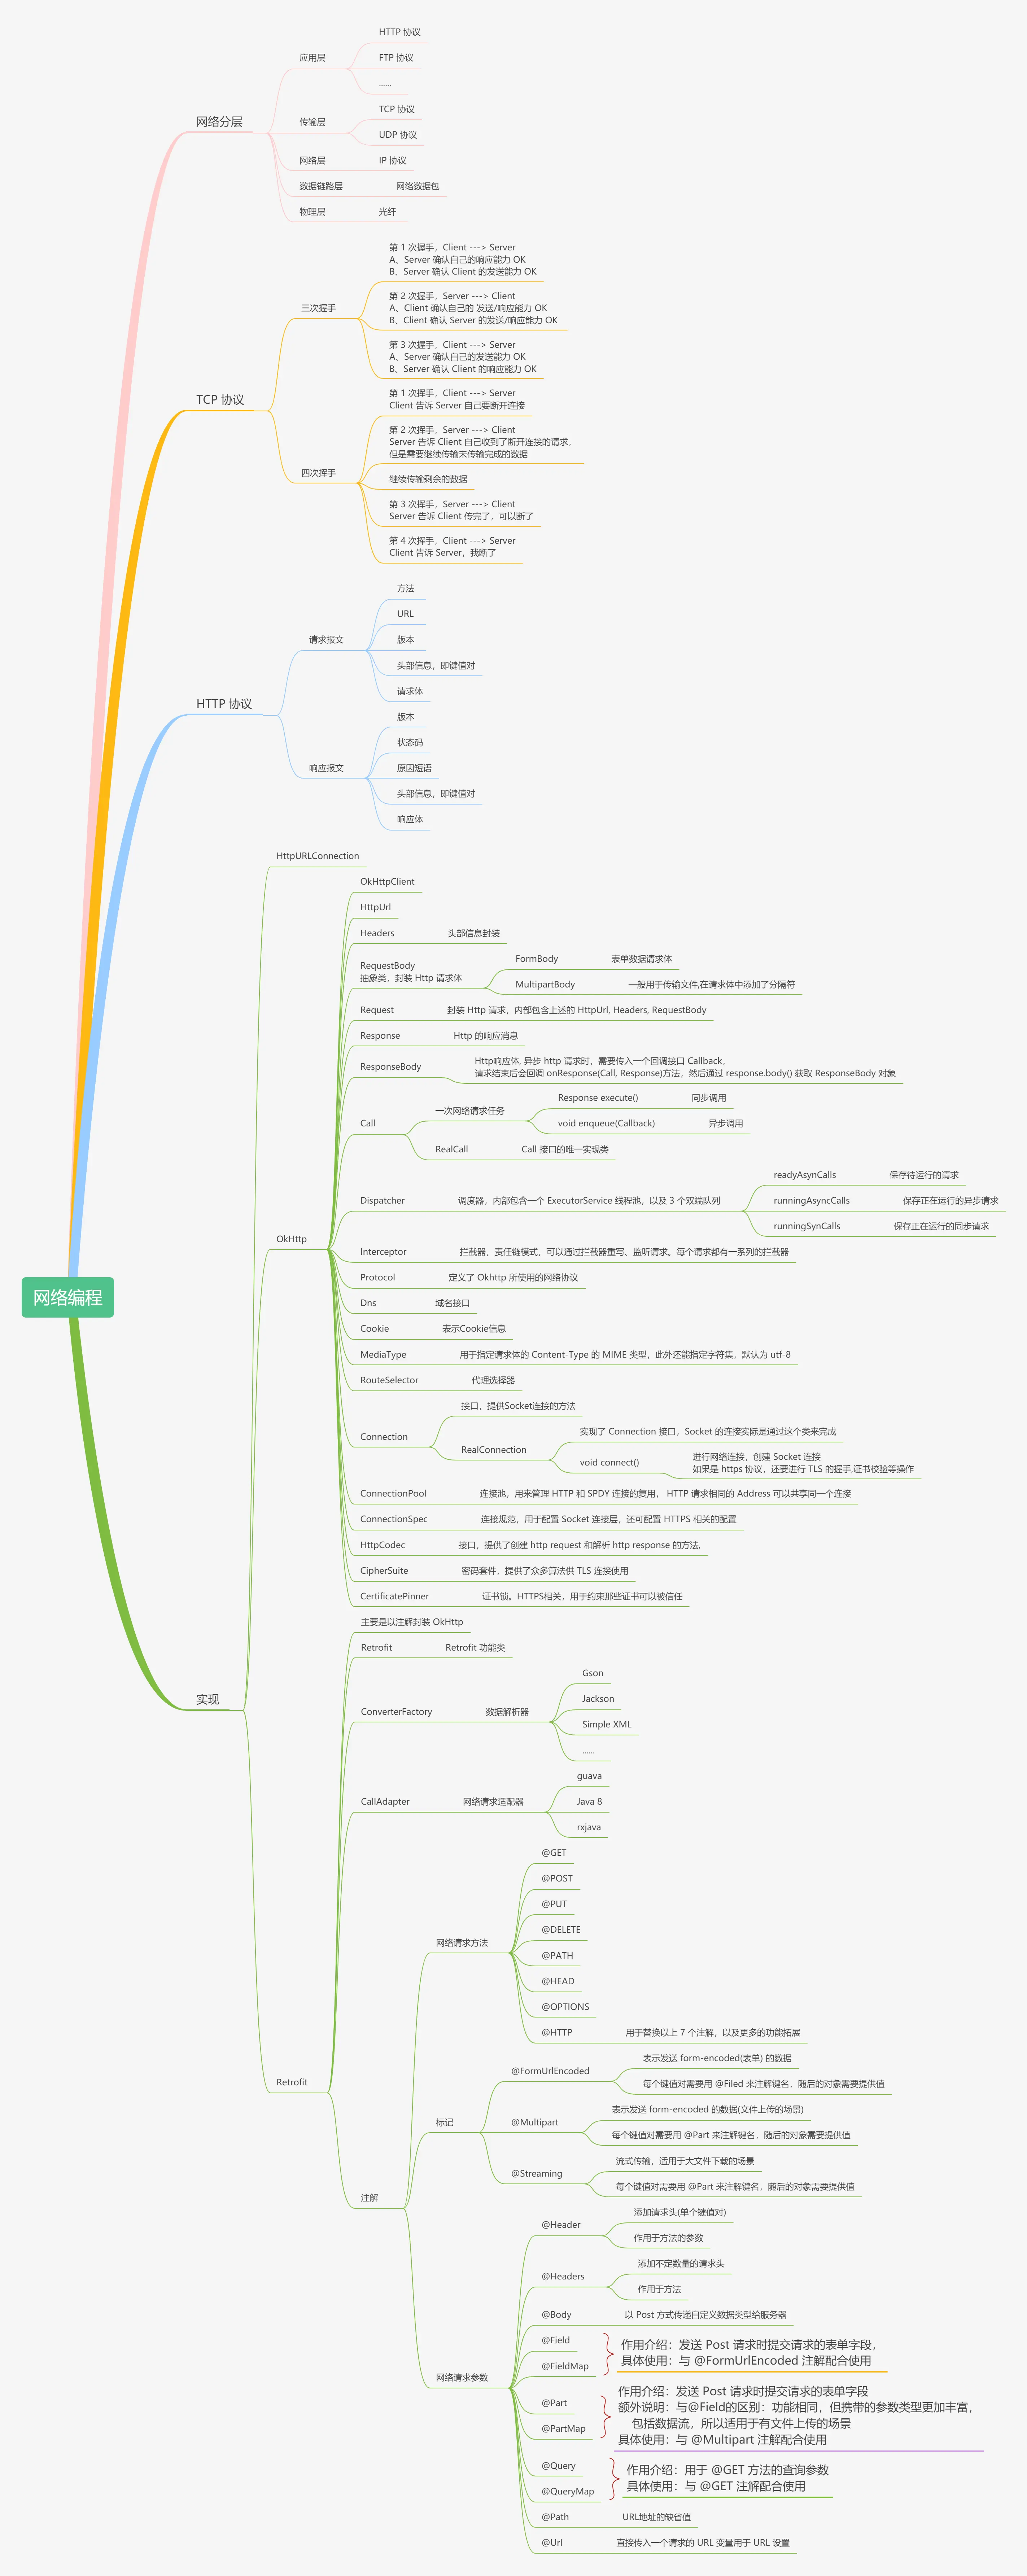 网络编程
网络分层
应用层
HTTP 协议
FTP 协议
......
传输层
TCP 协议
UDP 协议
网络层
IP 协议
数据链路层
网络数据包
物理层
光纤
TCP 协议
三次握手
第 1 次握手，Client ---> Server
A、Server 确认自己的响应能力 OK
B、Server 确认 Client 的发送能力 OK
第 2 次握手，Server ---> Client
A、Client 确认自己的 发送/响应能力 OK
B、Client 确认 Server 的发送/响应能力 OK
第 3 次握手，Client ---> Server
A、Server 确认自己的发送能力 OK
B、Server 确认 Client 的响应能力 OK
四次挥手
第 1 次挥手，Client ---> Server
Client 告诉 Server 自己要断开连接
第 2 次挥手，Server ---> Client
Server 告诉 Client 自己收到了断开连接的请求，
但是需要继续传输未传输完成的数据
继续传输剩余的数据
第 3 次挥手，Server ---> Client
Server 告诉 Client 传完了，可以断了
第 4 次挥手，Client ---> Server
Client 告诉 Server，我断了
HTTP 协议
请求报文
方法
URL
版本
头部信息，即键值对
请求体
响应报文
版本
状态码
原因短语
头部信息，即键值对
响应体
实现
HttpURLConnection
OkHttp
OkHttpClient
HttpUrl
Headers
头部信息封装
RequestBody
抽象类，封装 Http 请求体
FormBody
表单数据请求体
MultipartBody
一般用于传输文件,在请求体中添加了分隔符
Request
封装 Http 请求，内部包含上述的 HttpUrl, Headers, RequestBody
Response
Http 的响应消息
ResponseBody
Http响应体, 异步 http 请求时，需要传入一个回调接口 Callback，
请求结束后会回调 onResponse(Call, Response)方法，然后通过 response.body() 获取 ResponseBody 对象
Call
一次网络请求任务
Response execute()
同步调用
void enqueue(Callback)
异步调用
RealCall
Call 接口的唯一实现类
Dispatcher
调度器，内部包含一个 ExecutorService 线程池，以及 3 个双端队列
readyAsynCalls
保存待运行的请求
runningAsyncCalls
保存正在运行的异步请求
runningSynCalls
保存正在运行的同步请求
Interceptor
拦截器，责任链模式，可以通过拦截器重写、监听请求。每个请求都有一系列的拦截器
Protocol
定义了 Okhttp 所使用的网络协议
Dns
域名接口
Cookie
表示Cookie信息
MediaType
用于指定请求体的 Content-Type 的 MIME 类型，此外还能指定字符集，默认为 utf-8
RouteSelector
代理选择器
Connection
接口，提供Socket连接的方法
RealConnection
实现了 Connection 接口，Socket 的连接实际是通过这个类来完成
void connect()
进行网络连接，创建 Socket 连接
如果是 https 协议，还要进行 TLS 的握手,证书校验等操作
ConnectionPool
连接池，用来管理 HTTP 和 SPDY 连接的复用， HTTP 请求相同的 Address 可以共享同一个连接
ConnectionSpec
连接规范，用于配置 Socket 连接层，还可配置 HTTPS 相关的配置
HttpCodec
接口，提供了创建 http request 和解析 http response 的方法,
CipherSuite
密码套件，提供了众多算法供 TLS 连接使用
CertificatePinner
证书锁。HTTPS相关，用于约束那些证书可以被信任
Retrofit
主要是以注解封装 OkHttp
Retrofit
Retrofit 功能类
ConverterFactory
数据解析器
Gson
Jackson
Simple XML
......
CallAdapter
网络请求适配器
guava
Java 8
rxjava
注解
网络请求方法
@GET
@POST
@PUT
@DELETE
@PATH
@HEAD
@OPTIONS
@HTTP
用于替换以上 7 个注解，以及更多的功能拓展
标记
@FormUrlEncoded
表示发送 form-encoded(表单) 的数据
每个键值对需要用 @Filed 来注解键名，随后的对象需要提供值
@Multipart
表示发送 form-encoded 的数据(文件上传的场景)
每个键值对需要用 @Part 来注解键名，随后的对象需要提供值
@Streaming
流式传输，适用于大文件下载的场景
每个键值对需要用 @Part 来注解键名，随后的对象需要提供值
网络请求参数
@Header
添加请求头(单个键值对)
作用于方法的参数
@Headers
添加不定数量的请求头
作用于方法
@Body
以 Post 方式传递自定义数据类型给服务器
@Field
@FieldMap
作用介绍：发送 Post 请求时提交请求的表单字段，
具体使用：与 @FormUrlEncoded 注解配合使用
@Part
@PartMap
作用介绍：发送 Post 请求时提交请求的表单字段
额外说明：与@Field的区别：功能相同，但携带的参数类型更加丰富，
包括数据流，所以适用于有文件上传的场景
具体使用：与 @Multipart 注解配合使用
@Query
@QueryMap
作用介绍：用于 @GET 方法的查询参数
具体使用：与 @GET 注解配合使用
@Path
URL地址的缺省值
@Url
直接传入一个请求的 URL 变量用于 URL 设置